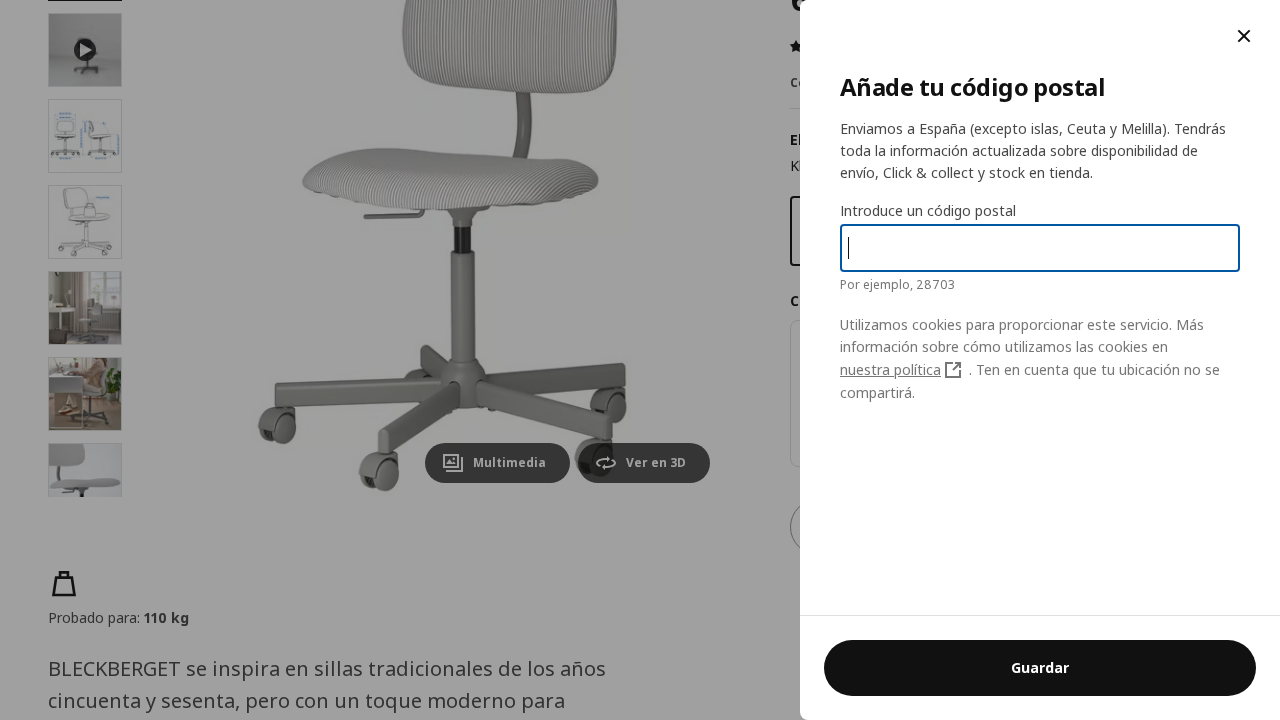 Añade tu código postal
Enviamos a España (excepto islas, Ceuta y Melilla). Tendrás
toda la información actualizada sobre disponibilidad de
envío, Click & collect y stock en tienda.
Introduce un código postal
Por ejemplo, 28703
Utilizamos cookies para proporcionar este servicio. Más
información sobre cómo utilizamos las cookies en
nuestra política . Ten en cuenta que tu ubicación no se
compartirá.
Guardar
Multimedia
Ver en 3D
Probado para: 110 kg
BLECKBERGET se inspira en sillas tradicionales de los años
cincuenta y sesenta, pero con un toque moderno para